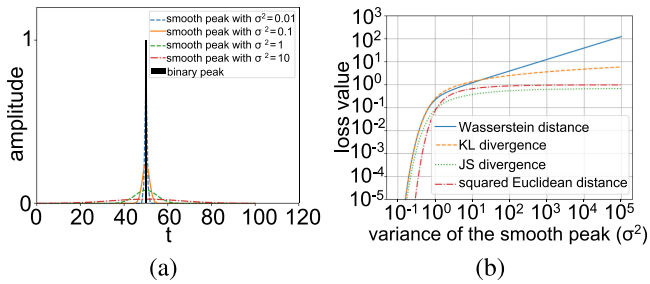 1
0
amplitude
0 20 40 60 80 100 120
t
smooth peak with σ²=0.01
smooth peak with σ²=0.1
smooth peak with σ²=1
smooth peak with σ²=10
binary peak
(a)
10³
10²
10¹
10⁰
10⁻¹
10⁻²
10⁻³
10⁻⁴
10⁻⁵
loss value
Wasserstein distance
KL divergence
JS divergence
squared Euclidean distance
10⁻¹ 10⁰ 10¹ 10² 10³ 10⁴ 10⁵
variance of the smooth peak (σ²)
(b)